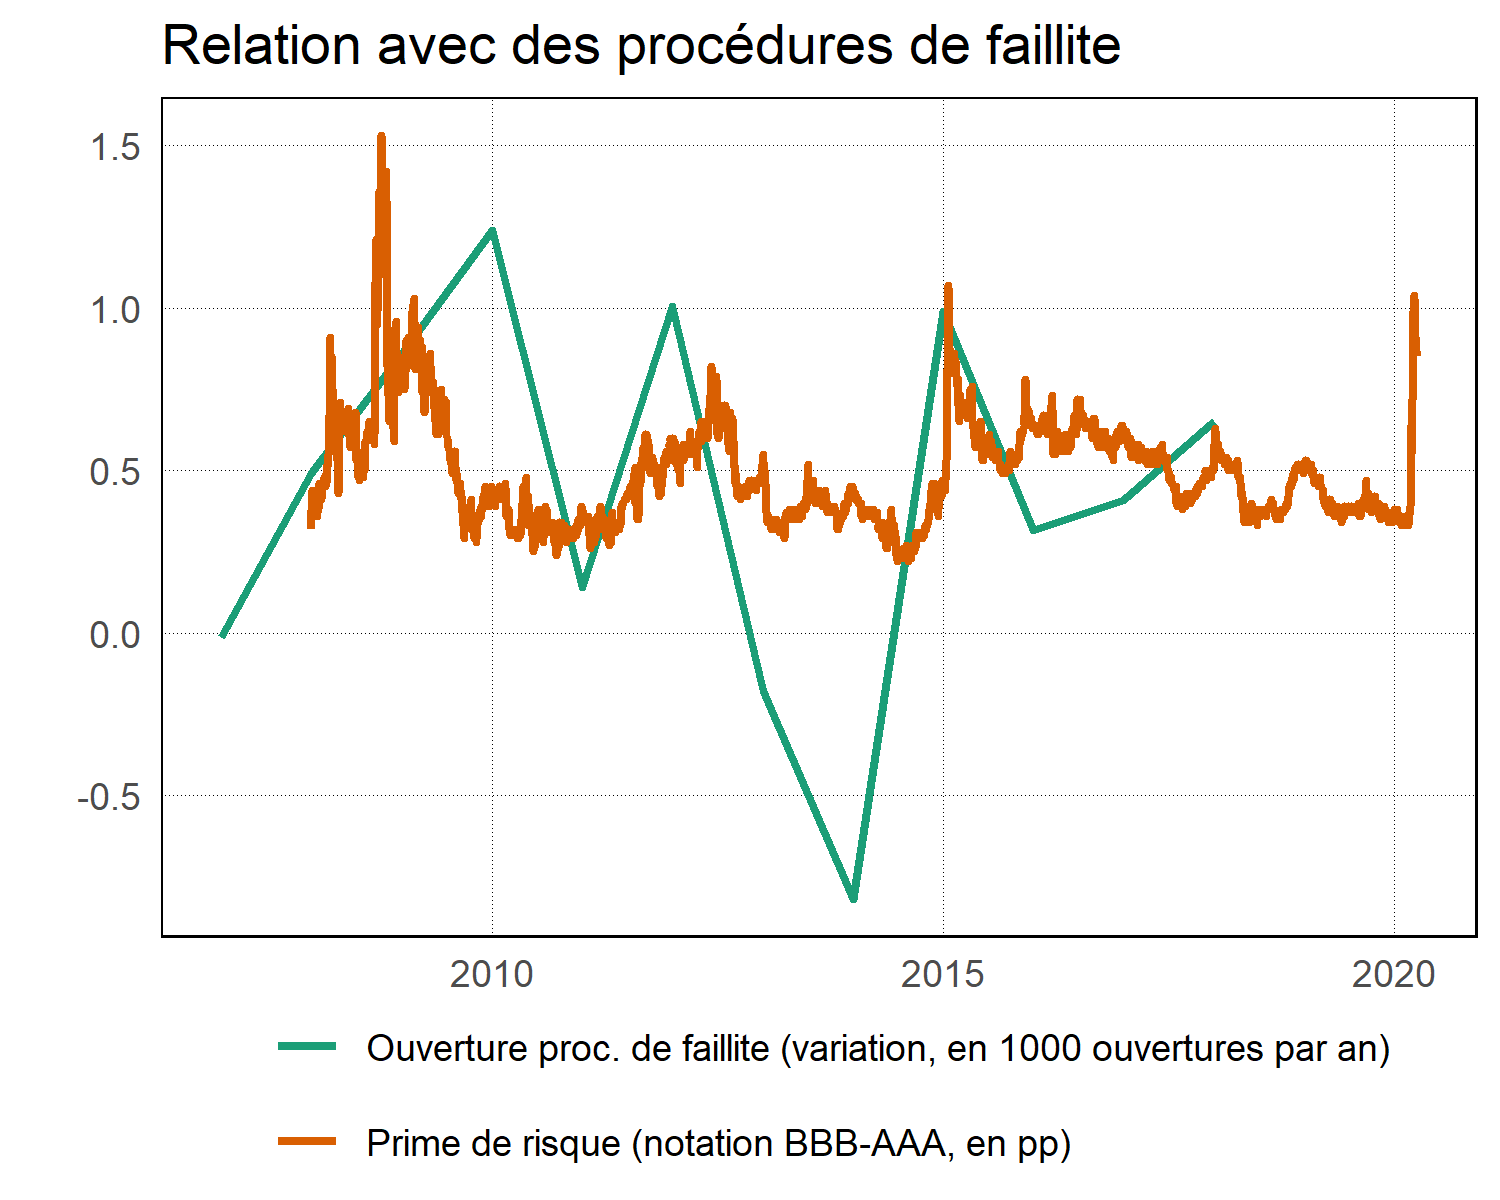 Relation avec des procédures de faillite
1.5
1.0
0.5
0.0
-0.5
2010 2015 2020
Ouverture proc. de faillite (variation, en 1000 ouvertures par an)
Prime de risque (notation BBB-AAA, en pp)